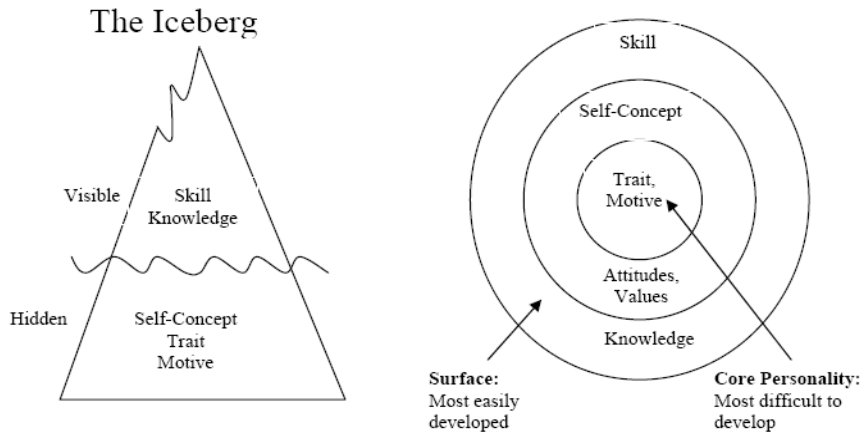 The Iceberg
Visible
Skill
Knowledge
Hidden
Self-Concept
Trait
Motive
Skill
Self-Concept
Trait,
Motive
Attitudes,
Values
Knowledge
Surface:
Most easily
developed
Core Personality:
Most difficult to
develop